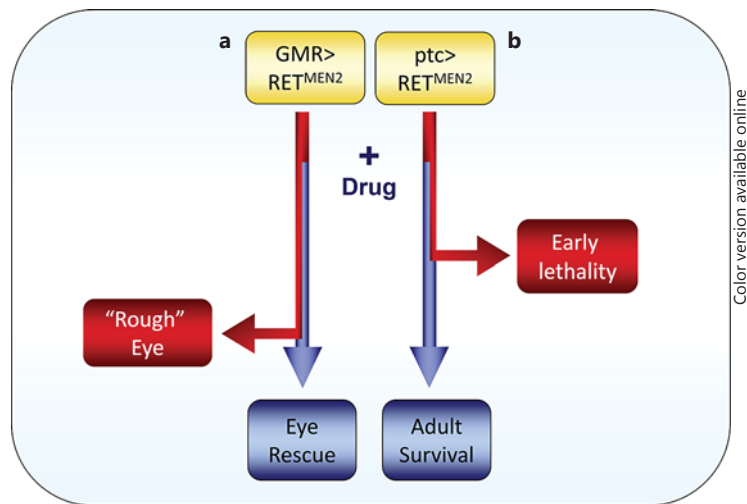 a
GMR>
RETMEN2
ptc>
RETMEN2
b
+
Drug
Early
lethality
“Rough”
Eye
Eye
Rescue
Adult
Survival
Color version available online